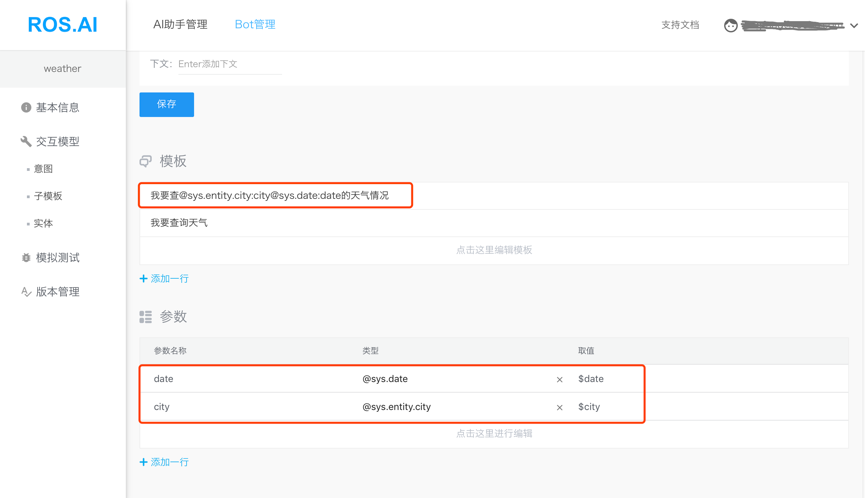 ROS.AI
AI助手管理
Bot管理
支持文档
weather
基本信息
交互模型
意图
子模板
实体
模拟测试
版本管理
下文: Enter添加下文
保存
模板
我要查@sys.entity.city:city@sys.date:date的天气情况
我要查询天气
点击这里编辑模板
+ 添加一行
参数
参数名称 类型 取值
date @sys.date × $date
city @sys.entity.city × $city
点击这里进行编辑
+ 添加一行